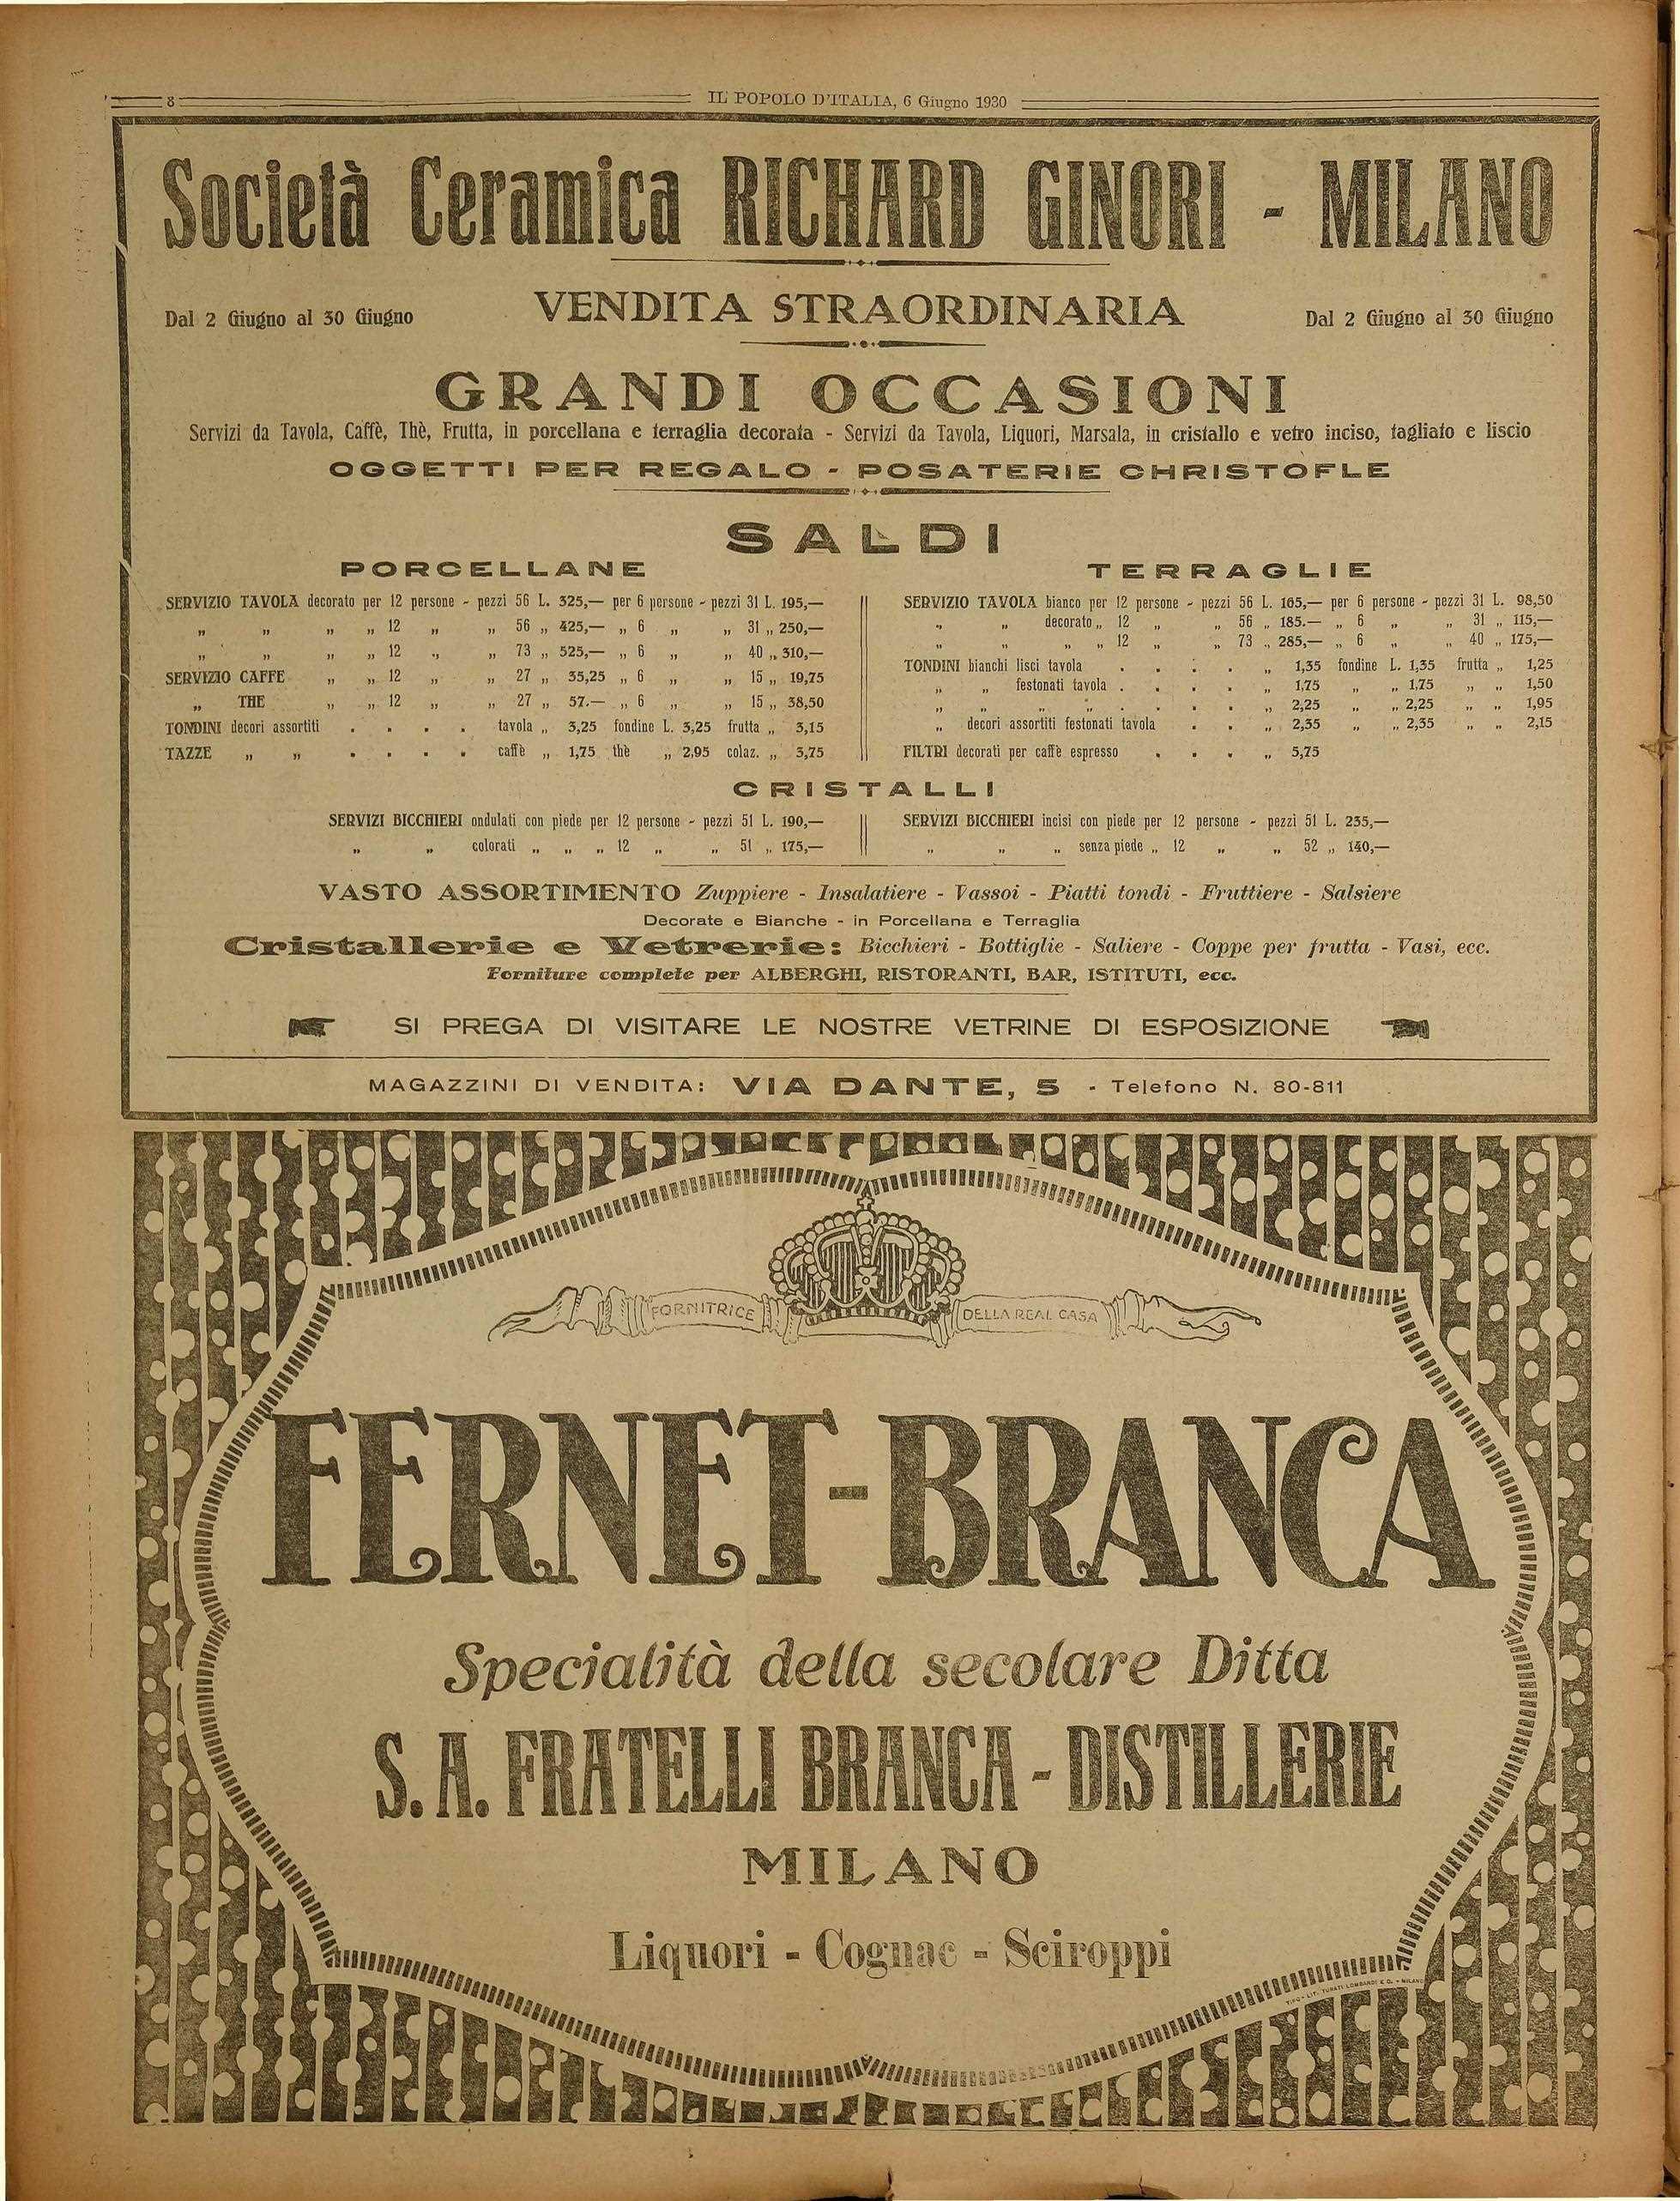 8
IL POPOLO D'ITALIA, 6 Giugno 1930
Società Ceramica RICHARD GINORI - MILANO
Dal 2 Giugno al 30 Giugno
VENDITA STRAORDINARIA
Dal 2 Giugno al 30 Giugno
GRANDI OCCASIONI
Servizi da Tavola, Caffè, Thè, Frutta, in porcellana e terraglia decorata - Servizi da Tavola, Liquori, Marsala, in cristallo e vetro inciso, tagliato e liscio
OGGETTI PER REGALO - POSATERIE CHRISTOFLE
SALDI
PORCELLANE
SERVIZIO TAVOLA decorato per 12 persone - pezzi 56 L. 325,— per 6 persone - pezzi 31 L. 195,—
„ „ „ „ 12 „ „ 56 „ 425,— „ 6 „ „ 31 „ 250,—
„ „ „ „ 12 „ „ 73 „ 525,— „ 6 „ „ 40 „ 310,—
SERVIZIO CAFFE „ „ 12 „ „ 27 „ 35,25 „ 6 „ „ 15 „ 19,75
„ THE „ „ 12 „ „ 27 „ 57.— „ 6 „ „ 15 „ 38,50
TONDINI decori assortiti . . . . tavola „ 3,25 fondine L. 3,25 frutta „ 3,15
TAZZE „ „ . . . . . caffè „ 1,75 thè „ 2,95 colaz. „ 3,75
TERRAGLIE
SERVIZIO TAVOLA bianco per 12 persone - pezzi 56 L. 165,— per 6 persone - pezzi 31 L. 98,50
„ „ decorato „ 12 „ „ 56 „ 185.— „ 6 „ „ 31 „ 115,—
„ „ „ „ 12 „ „ 73 „ 285,— „ 6 „ „ 40 „ 175,—
TONDINI bianchi lisci tavola . . . . „ 1,35 fondine L. 1,35 frutta „ 1,25
„ „ festonati tavola . . . . „ 1,75 „ „ 1,75 „ „ 1,50
„ „ „ „ . . . . „ 2,25 „ „ 2,25 „ „ 1,95
„ decori assortiti festonati tavola . . „ 2,35 „ „ 2,35 „ „ 2,15
FILTRI decorati per caffè espresso . . . „ 5,75
CRISTALLI
SERVIZI BICCHIERI ondulati con piede per 12 persone - pezzi 51 L. 190,—
„ „ colorati „ „ „ 12 „ „ 51 „ 175,—
SERVIZI BICCHIERI incisi con piede per 12 persone - pezzi 51 L. 235,—
„ „ „ senza piede „ 12 „ „ 52 „ 140,—
VASTO ASSORTIMENTO Zuppiere - Insalatiere - Vassoi - Piatti tondi - Fruttiere - Salsiere
Decorate e Bianche - in Porcellana e Terraglia
Cristallerie e Vetrerie: Bicchieri - Bottiglie - Saliere - Coppe per frutta - Vasi, ecc.
Forniture complete per ALBERGHI, RISTORANTI, BAR, ISTITUTI, ecc.
SI PREGA DI VISITARE LE NOSTRE VETRINE DI ESPOSIZIONE
MAGAZZINI DI VENDITA: VIA DANTE, 5 - Telefono N. 80-811
FORNITRICE DELLA REAL CASA
FERNET-BRANCA
Specialità della secolare Ditta
S. A. FRATELLI BRANCA - DISTILLERIE
MILANO
Liquori - Cognac - Sciroppi
TIPO-LIT. TURATI LOMBARDI E C. - MILANO